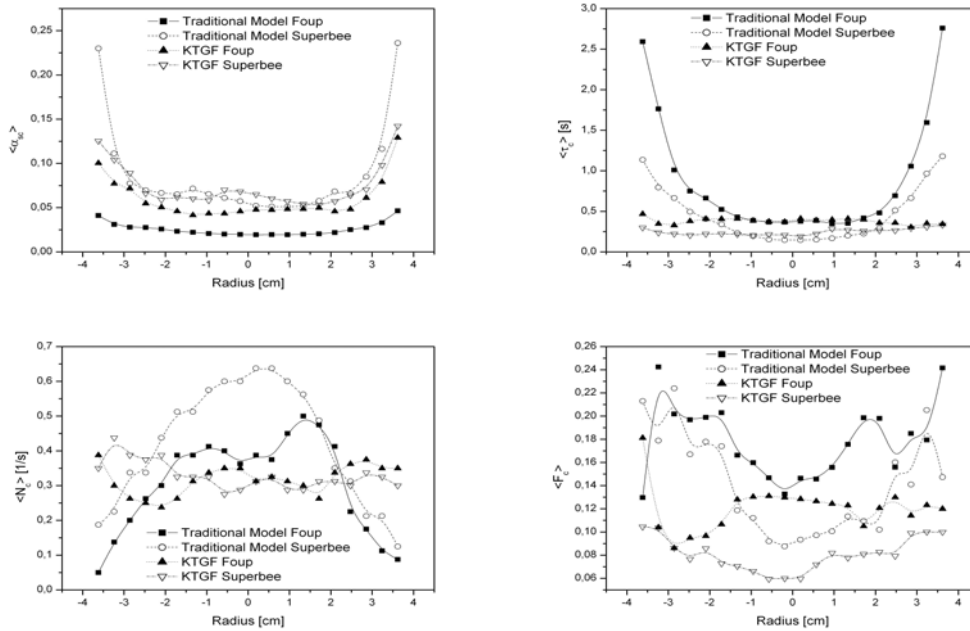 Traditional Model Foup
Traditional Model Superbee
KTGF Foup
KTGF Superbee
0,25
0,20
0,15
0,10
0,05
0,00
<α_sc>
-4 -3 -2 -1 0 1 2 3 4
Radius [cm]
Traditional Model Foup
Traditional Model Superbee
KTGF Foup
KTGF Superbee
3,0
2,5
2,0
1,5
1,0
0,5
0,0
<τ_c> [s]
-4 -3 -2 -1 0 1 2 3 4
Radius [cm]
0,7
0,6
0,5
0,4
0,3
0,2
0,1
0,0
<N_c> [1/s]
Traditional Model Foup
Traditional Model Superbee
KTGF Foup
KTGF Superbee
-4 -3 -2 -1 0 1 2 3 4
Radius [cm]
Traditional Model Foup
Traditional Model Superbee
KTGF Foup
KTGF Superbee
0,26
0,24
0,22
0,20
0,18
0,16
0,14
0,12
0,10
0,08
0,06
<F_c>
-4 -3 -2 -1 0 1 2 3 4
Radius [cm]